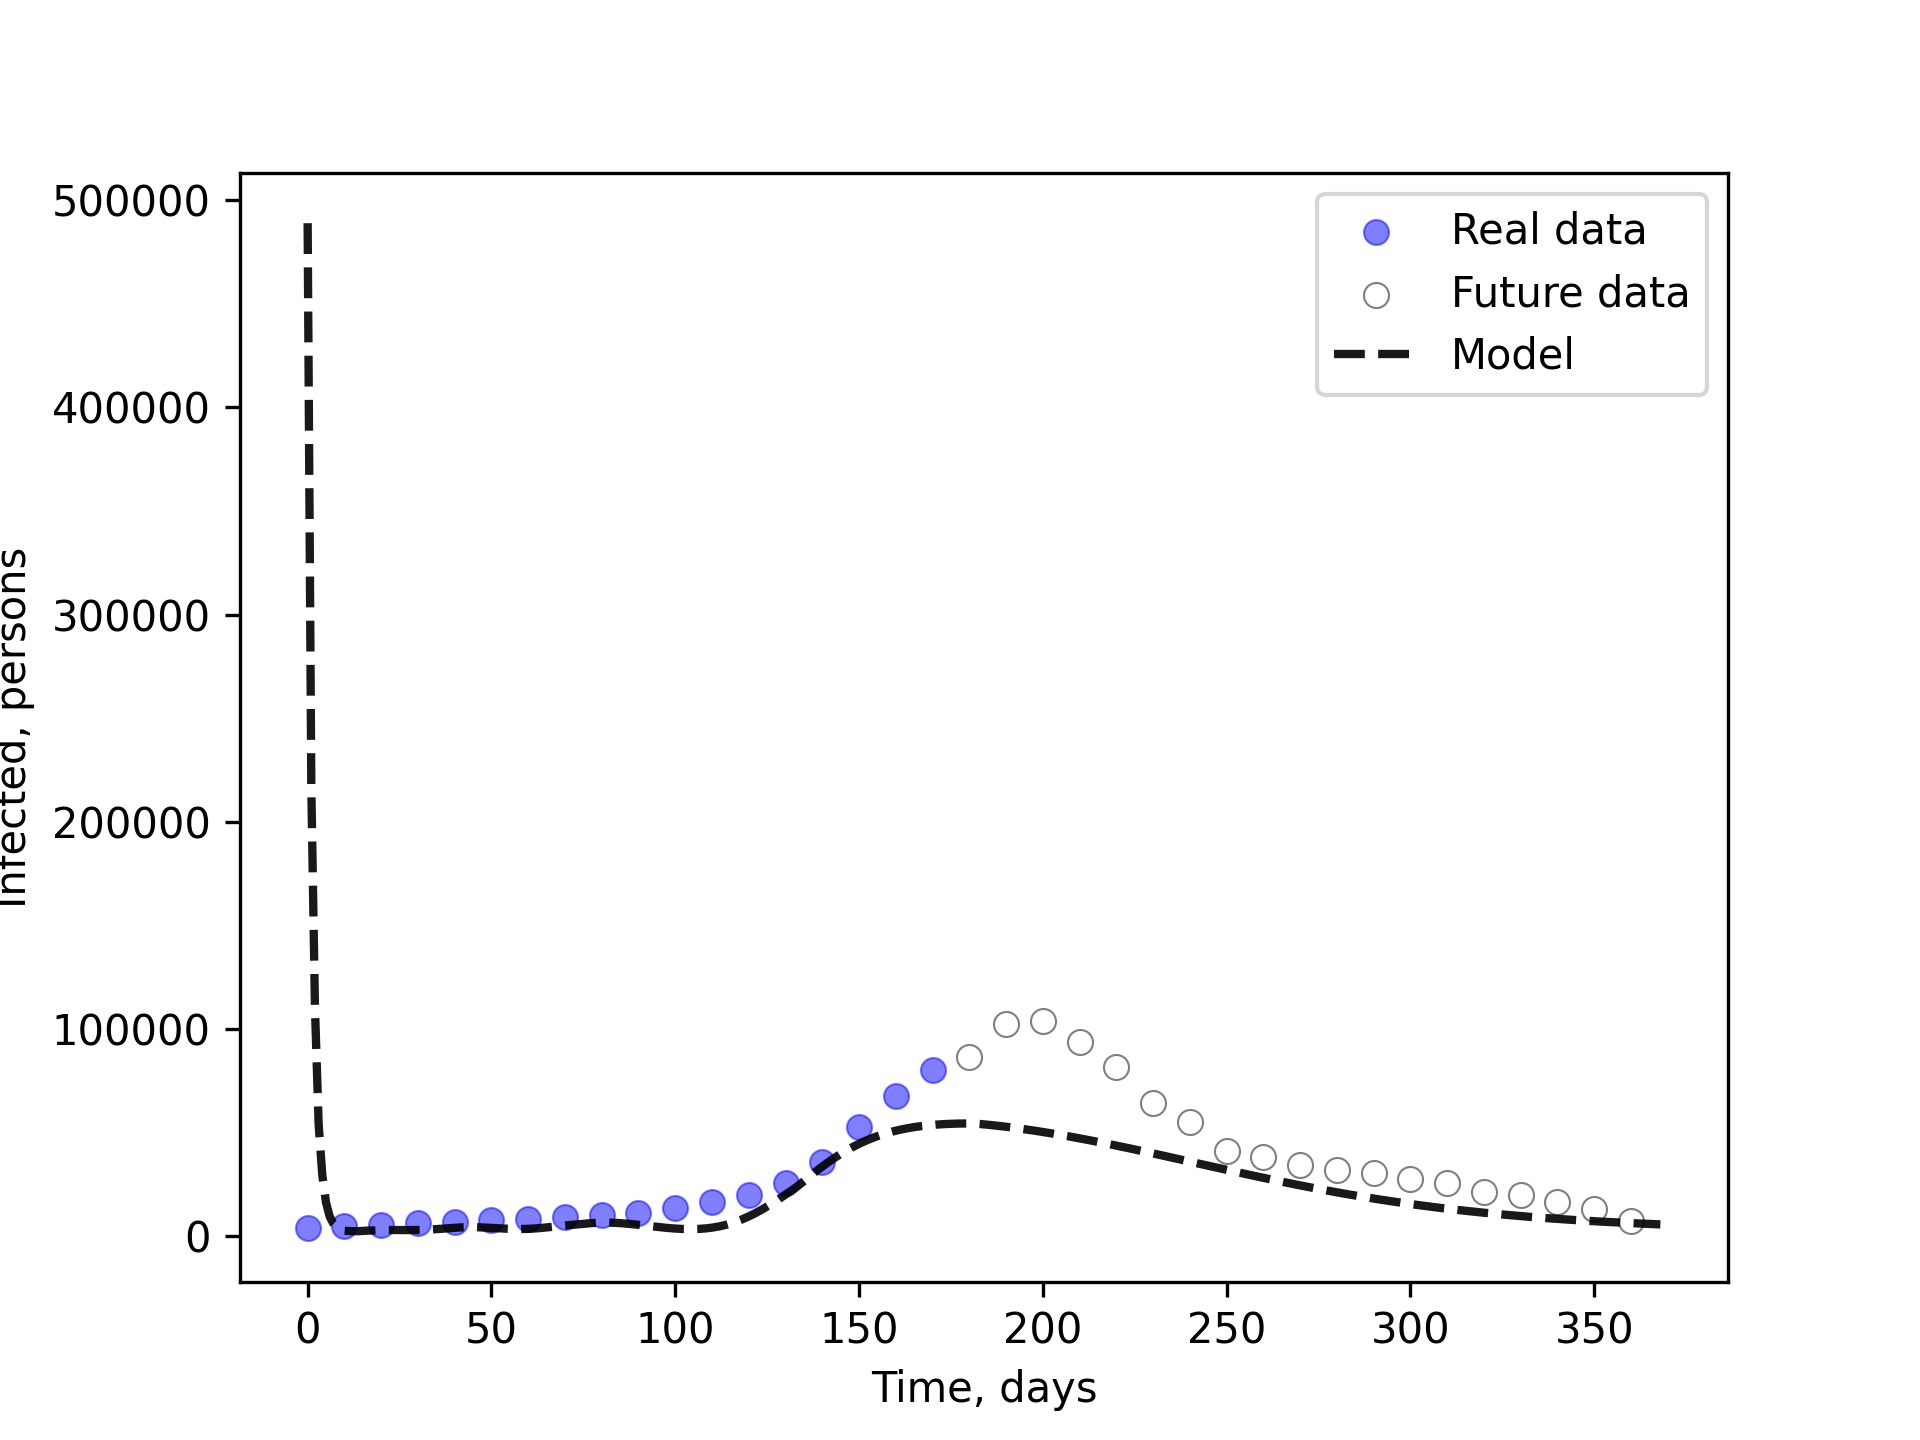 500000
400000
300000
200000
100000
0
Infected, persons
0 50 100 150 200 250 300 350
Time, days
Real data
Future data
Model